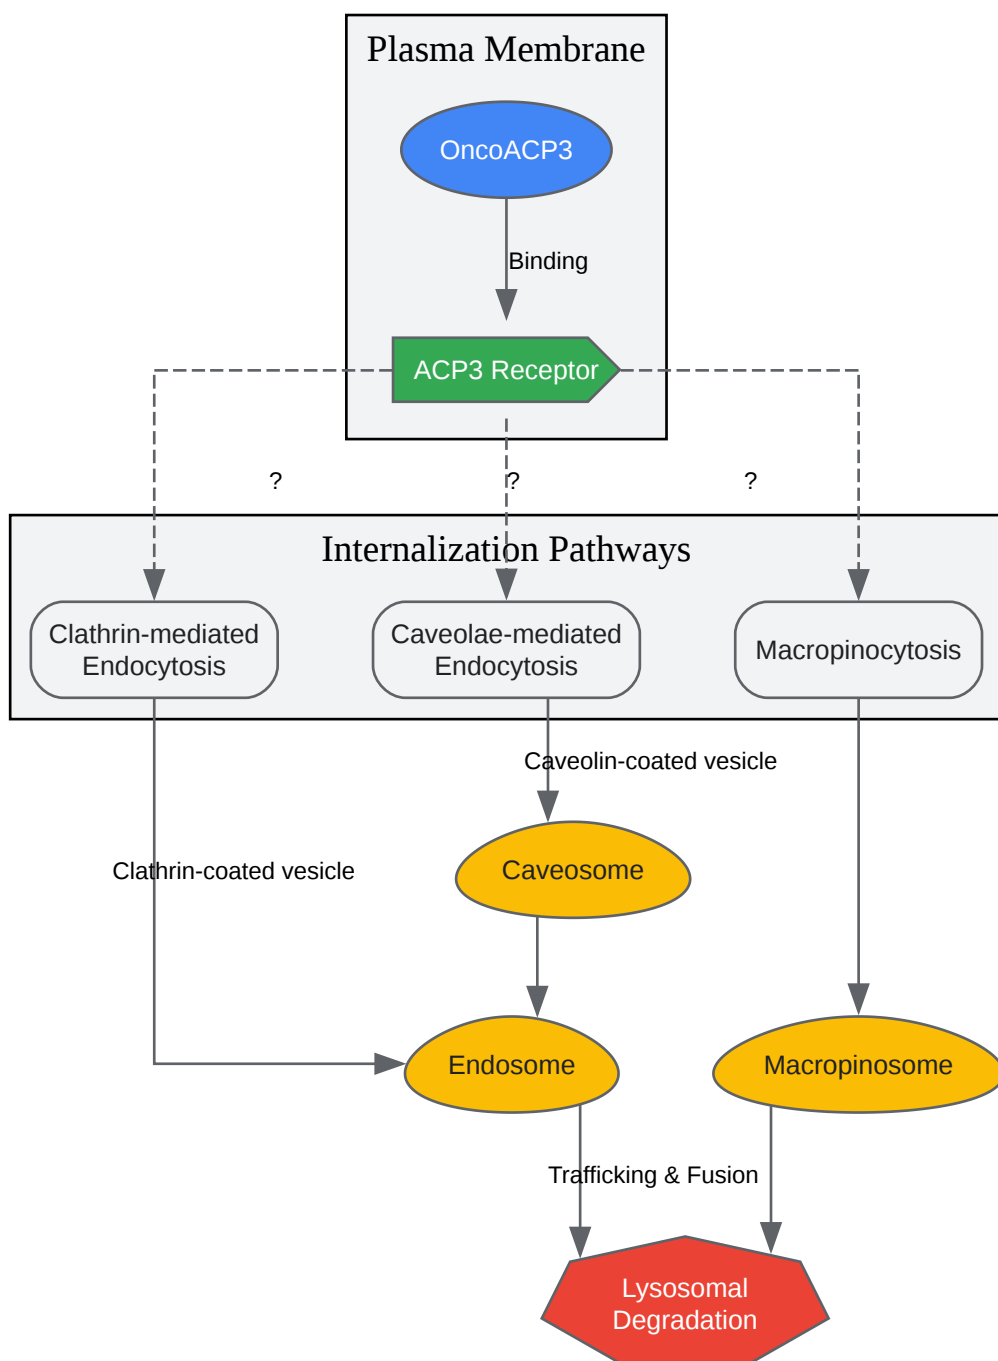 Plasma Membrane
OncoACP3
Binding
ACP3 Receptor
?
?
?
Internalization Pathways
Clathrin-mediated
Endocytosis
Caveolae-mediated
Endocytosis
Macropinocytosis
Caveolin-coated vesicle
Clathrin-coated vesicle
Caveosome
Endosome
Macropinosome
Trafficking & Fusion
Lysosomal
Degradation